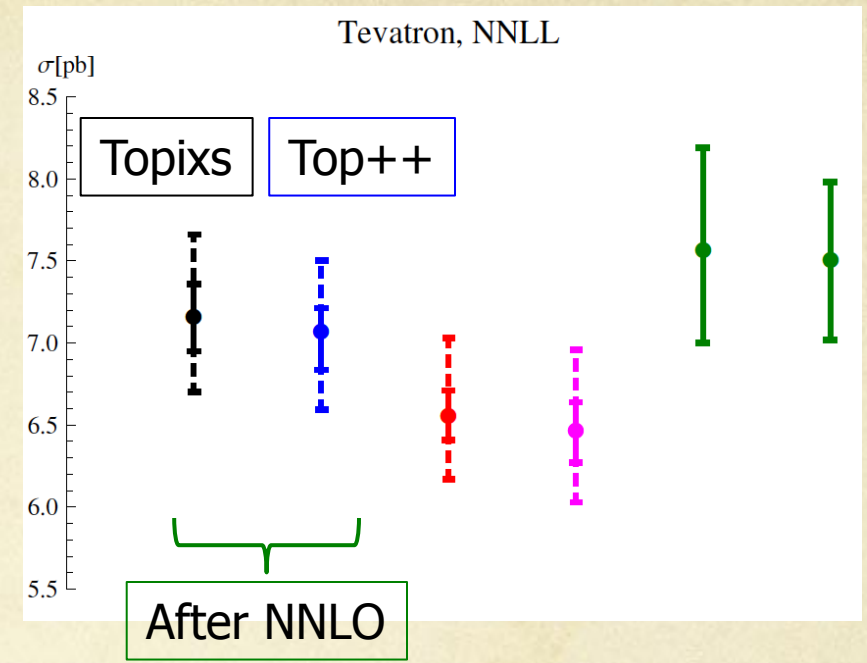 Tevatron, NNLL
σ[pb]
8.5
Topixs
Top++
8.0
7.5
7.0
6.5
6.0
5.5
After NNLO